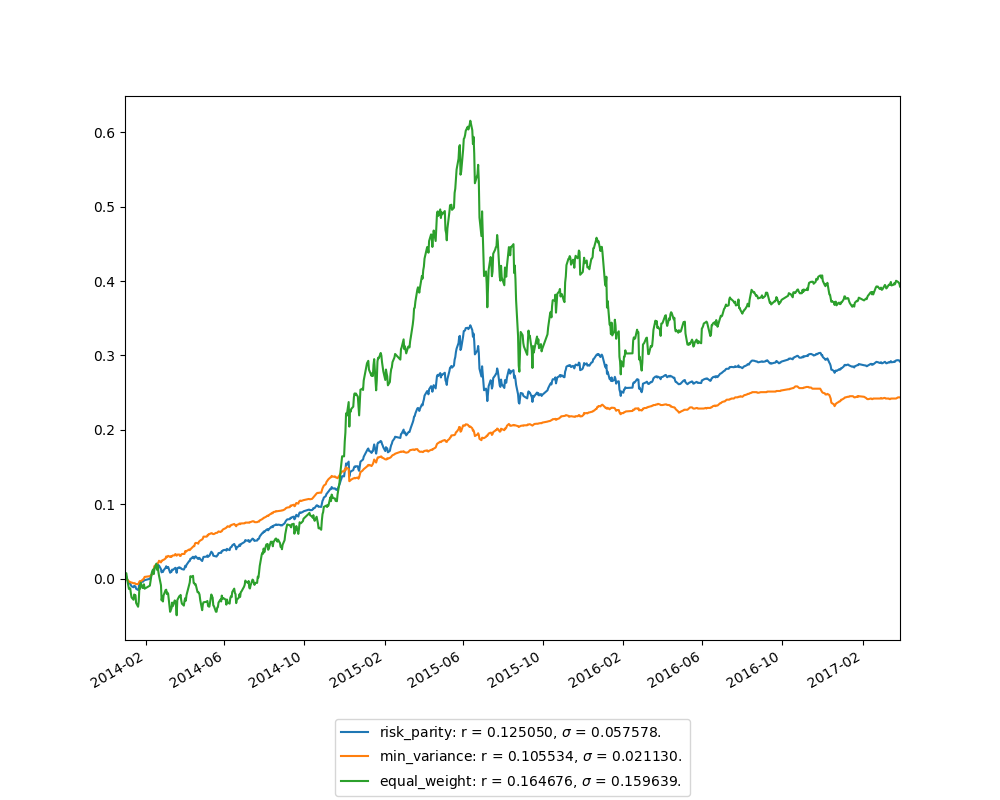 0.6
0.5
0.4
0.3
0.2
0.1
0.0
2014-02 2014-06 2014-10 2015-02 2015-06 2015-10 2016-02 2016-06 2016-10 2017-02
risk_parity: r = 0.125050, σ = 0.057578.
min_variance: r = 0.105534, σ = 0.021130.
equal_weight: r = 0.164676, σ = 0.159639.